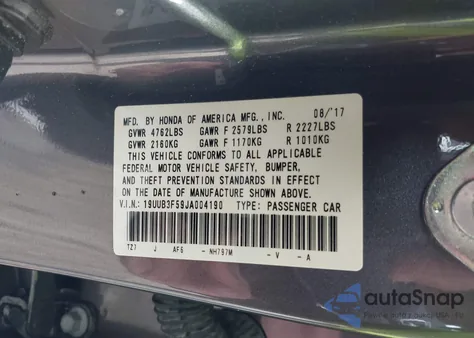 MFD. BY HONDA OF AMERICA MFG., INC. 08/'17
GVWR 4762LBS GAWR F 2579LBS R 2227LBS
GVWR 2160KG GAWR F 1170KG R 1010KG
THIS VEHICLE CONFORMS TO ALL APPLICABLE
FEDERAL MOTOR VEHICLE SAFETY, BUMPER,
AND THEFT PREVENTION STANDARDS IN EFFECT
ON THE DATE OF MANUFACTURE SHOWN ABOVE.
V.I.N.: 19UUB3F59JA004190 TYPE: PASSENGER CAR
TZ7 J AF6 -NH797M -V -A
autoSnap